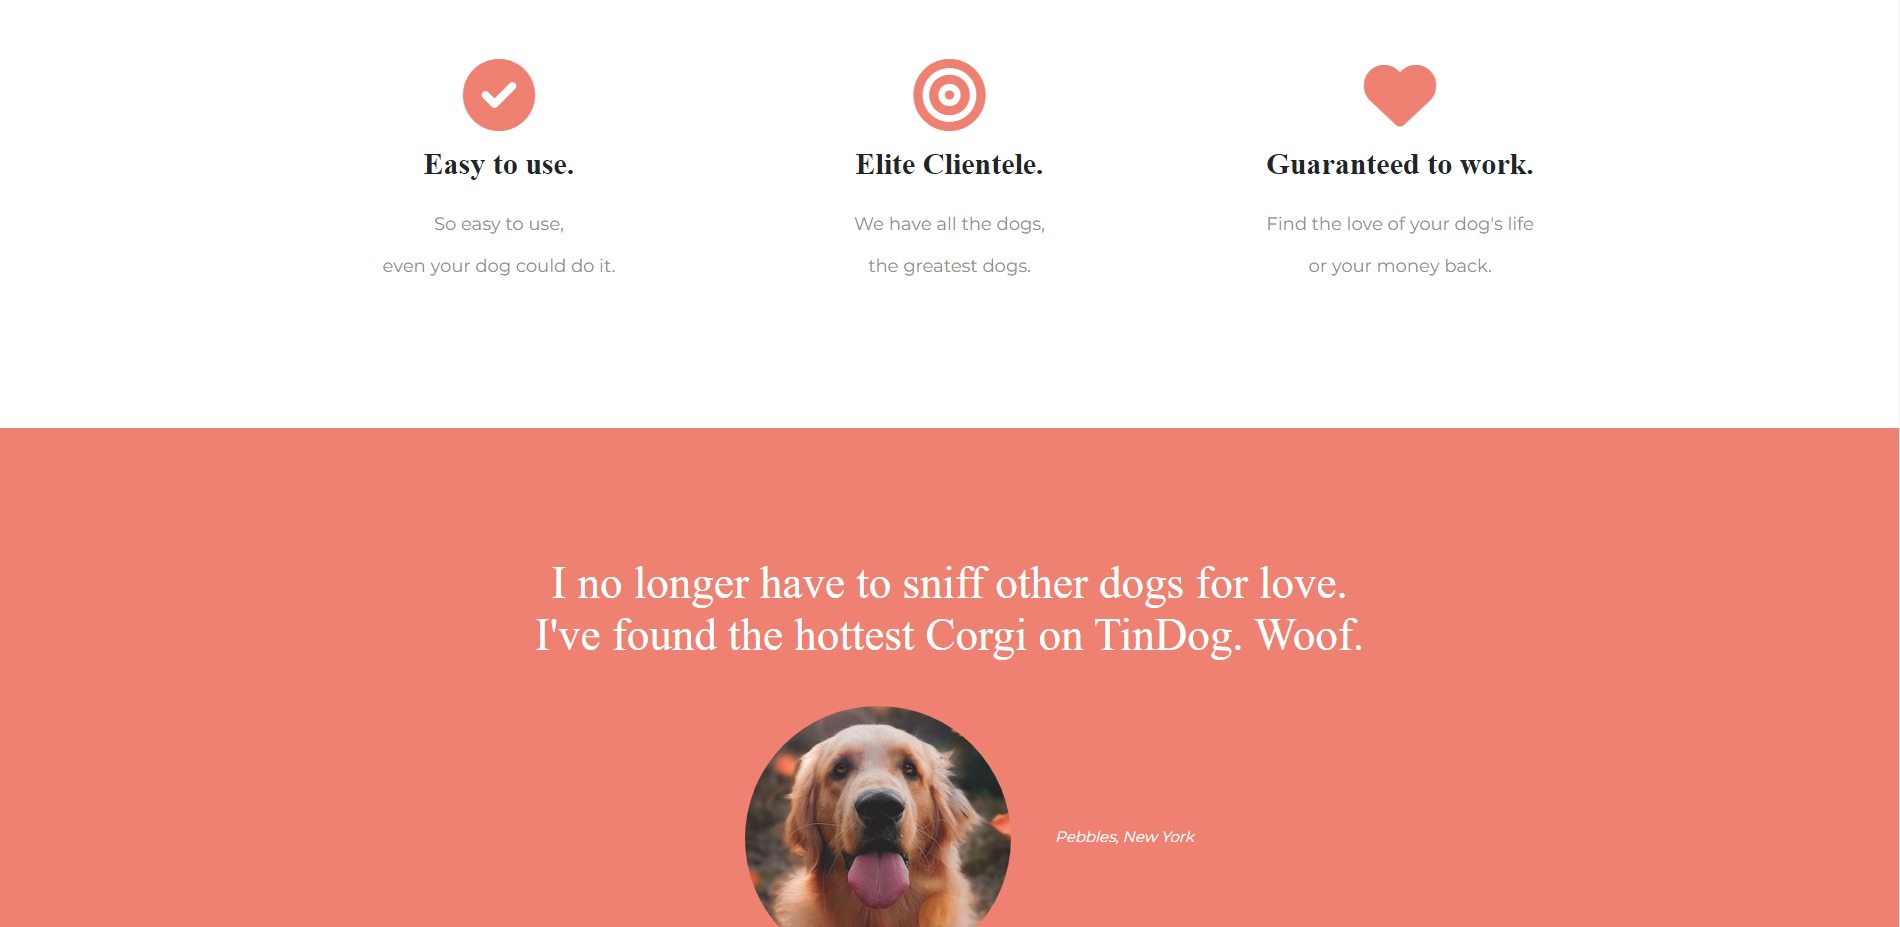 Easy to use.
Elite Clientele.
Guaranteed to work.
So easy to use,
even your dog could do it.
We have all the dogs,
the greatest dogs.
Find the love of your dog's life
or your money back.
I no longer have to sniff other dogs for love.
I've found the hottest Corgi on TinDog. Woof.
Pebbles, New York